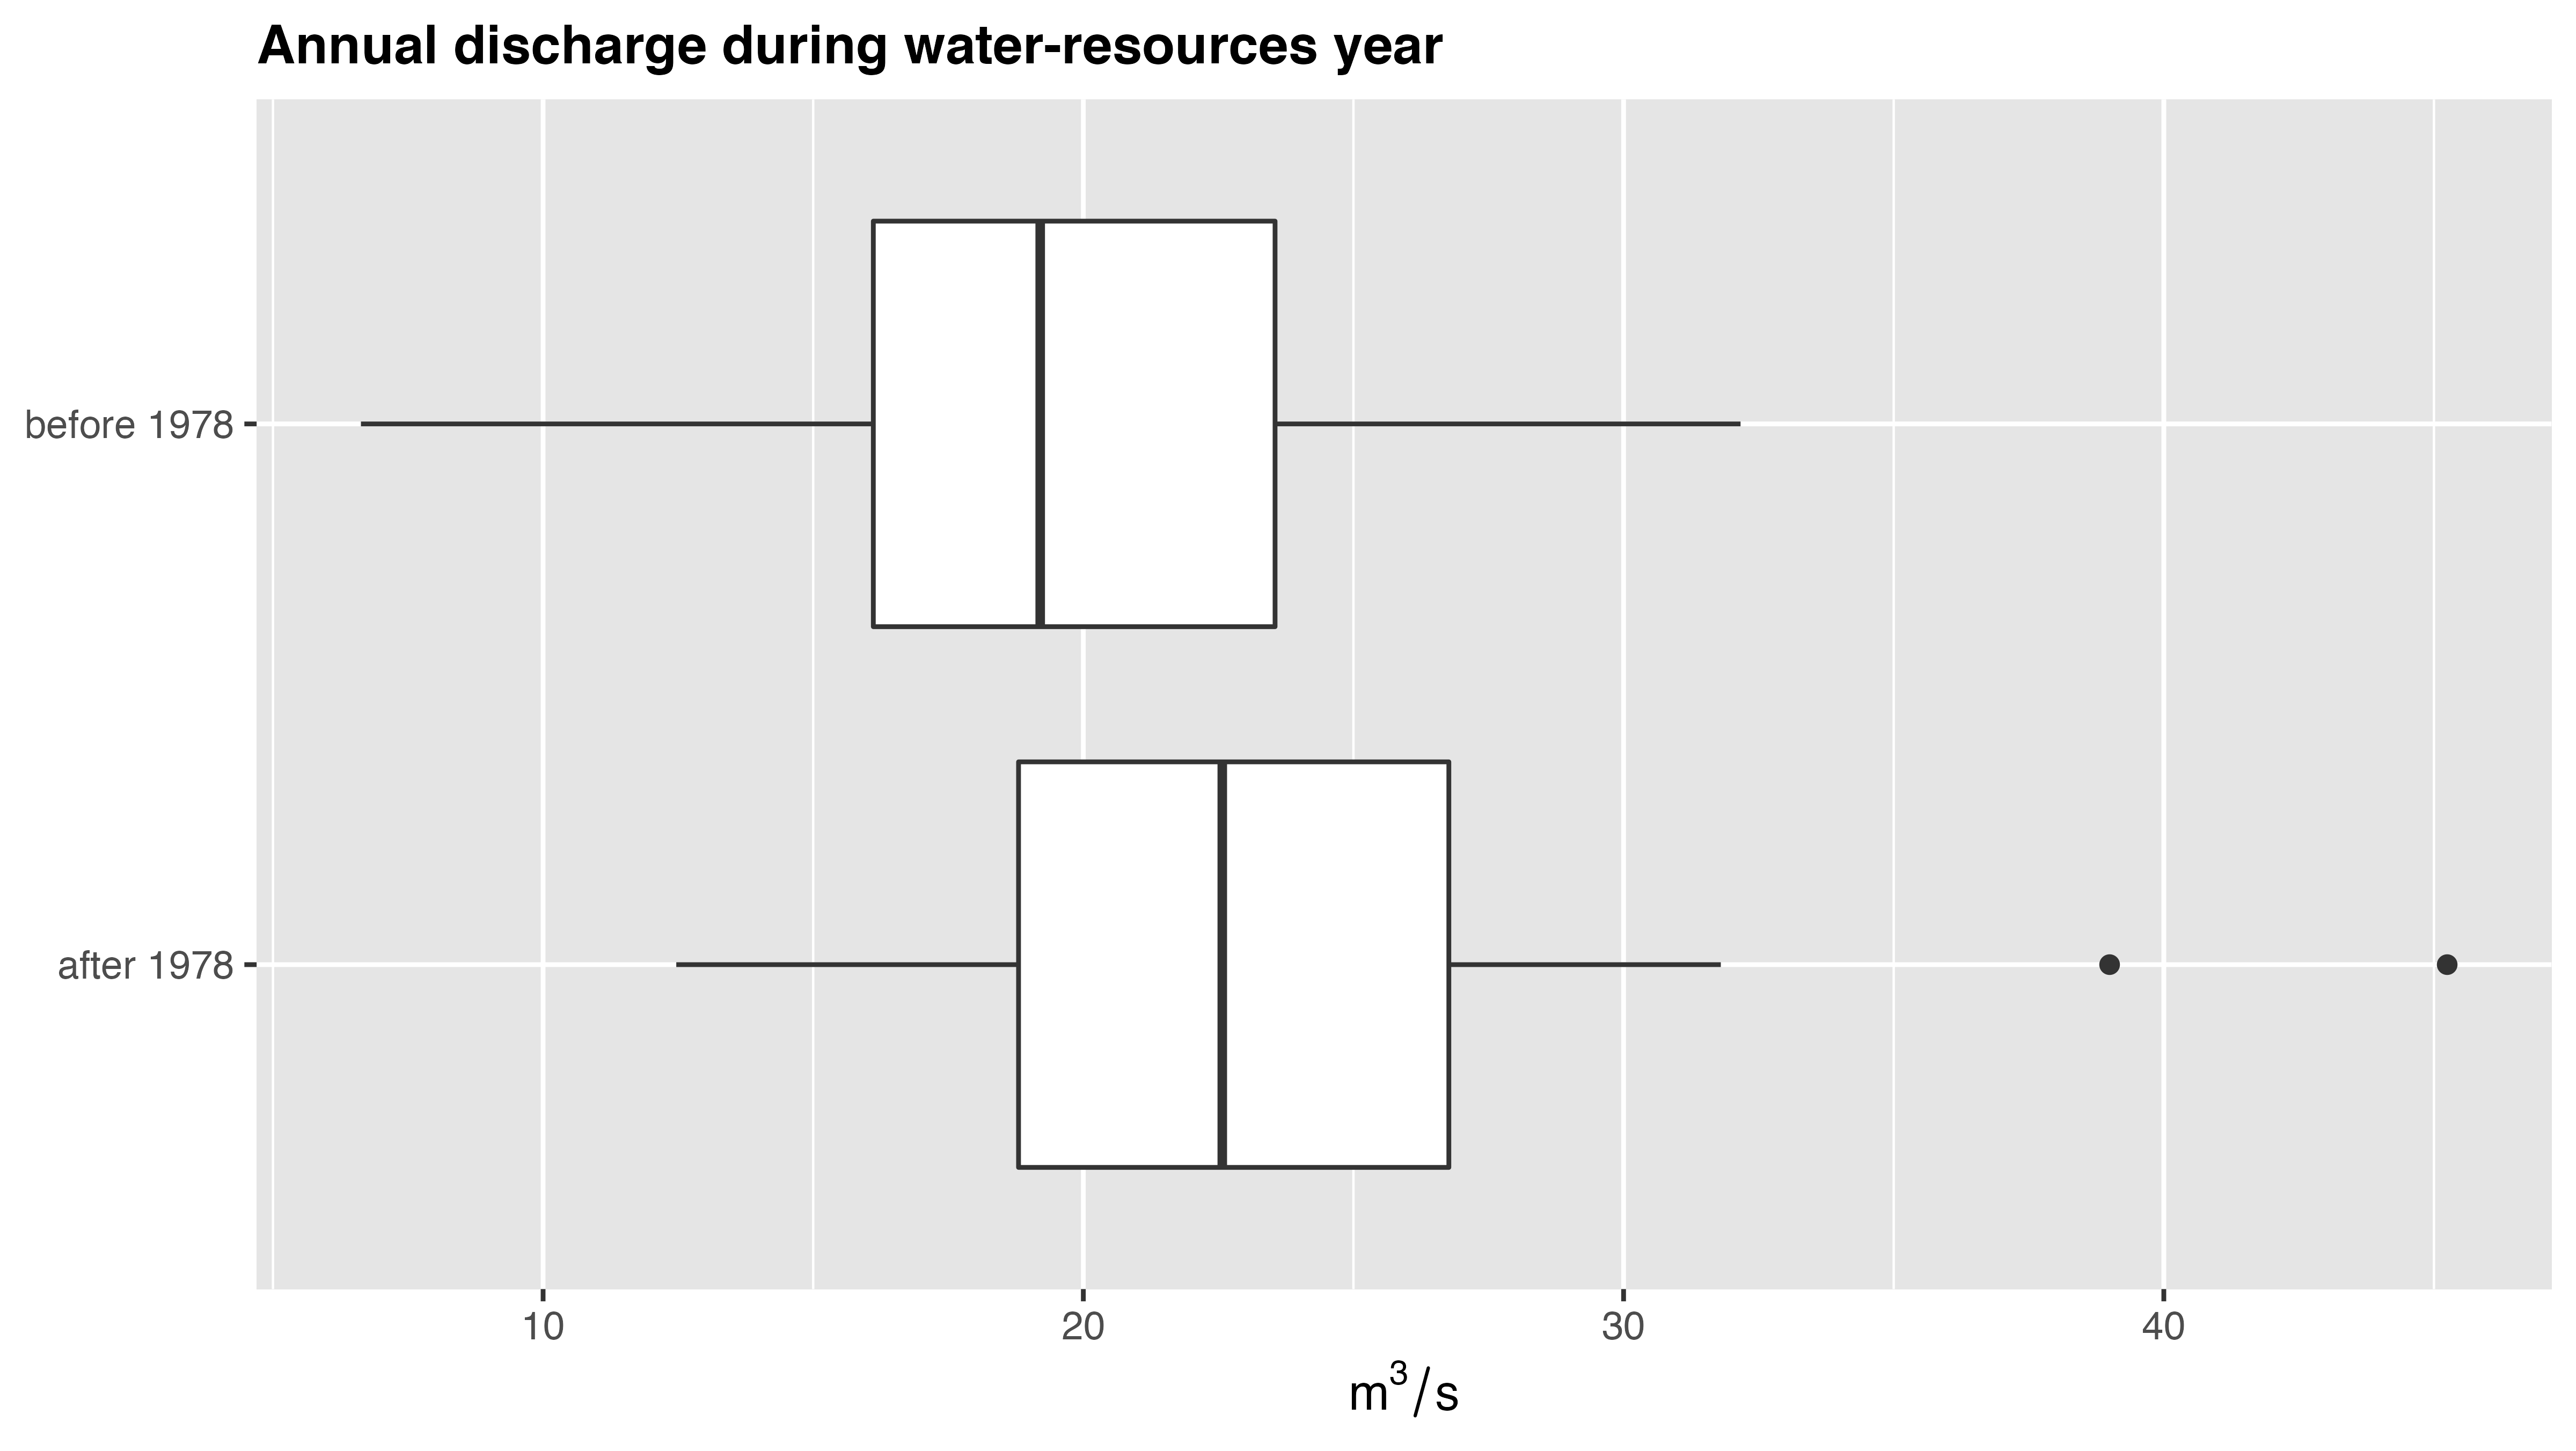 Annual discharge during water-resources year
before 1978
after 1978
10 20 30 40
m³/s